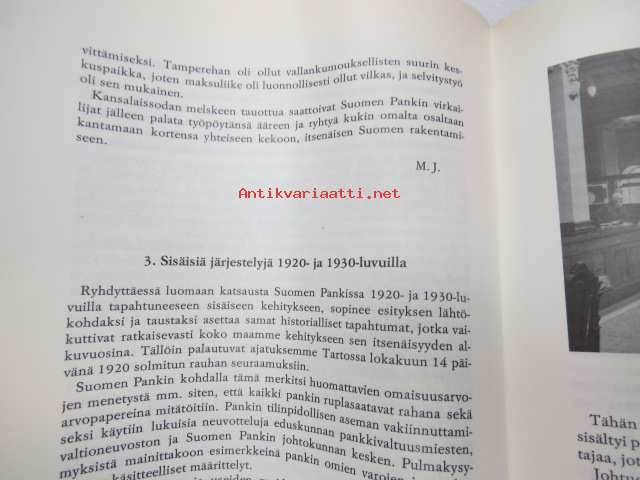 vittämiseksi. Tamperehan oli ollut vallankumouksellisten suurin kes-
kuspaikka, joten maksuliike oli luonnollisesti ollut vilkas, ja selvitystyö
oli sen mukainen.
Kansalaissodan melskeen tauottua saattoivat Suomen Pankin virkai-
lijat jälleen palata työpöytänsä ääreen ja ryhtyä kukin omalta osaltaan
kantamaan kortensa yhteiseen kekoon, itsenäisen Suomen rakentami-
seen.
M. J.
Antikvariaatti.net
3. Sisäisiä järjestelyjä 1920- ja 1930-luvuilla
Ryhdyttäessä luomaan katsausta Suomen Pankissa 1920- ja 1930-lu-
vuilla tapahtuneeseen sisäiseen kehitykseen, sopinee esityksen lähtö-
kohdaksi ja taustaksi asettaa samat historialliset tapahtumat, jotka vai-
kuttivat ratkaisevasti koko maamme kehitykseen sen itsenäisyyden al-
kuvuosina. Tällöin palautuvat ajatuksemme Tartossa lokakuun 14 päi-
vänä 1920 solmitun rauhan seuraamuksiin.
Suomen Pankin kohdalla tämä merkitsi huomattavien omaisuusarvo-
jen menetystä mm. siten, että kaikki pankin ruplasaatavat rahana sekä
arvopapereina mitätöitiin. Pankin tilinpidollisen aseman vakiinnuttami-
seksi käytiin lukuisia neuvotteluja eduskunnan pankkivaltuusmiesten,
valtioneuvoston ja Suomen Pankin johtokunnan kesken. Pulmakysy-
myksistä mainittakoon esimerkkeinä pankin omien varojen ja
käsitteelliset määrittelyt.
Tähän
sisältyi p
tajaa, jot
Johtu